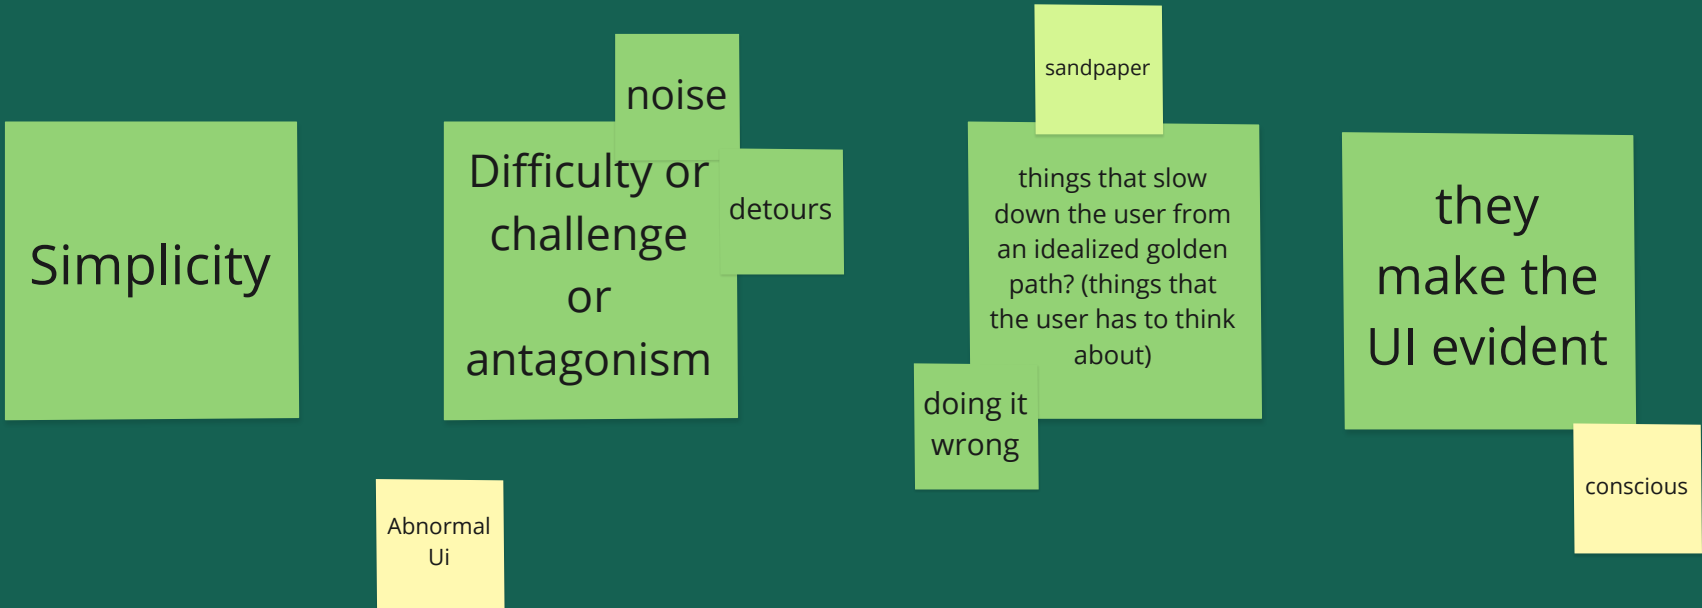 Simplicity
noise
Difficulty or
challenge
or
antagonism
detours
Abnormal
Ui
sandpaper
things that slow
down the user from
an idealized golden
path? (things that
the user has to think
about)
doing it
wrong
they
make the
UI evident
conscious